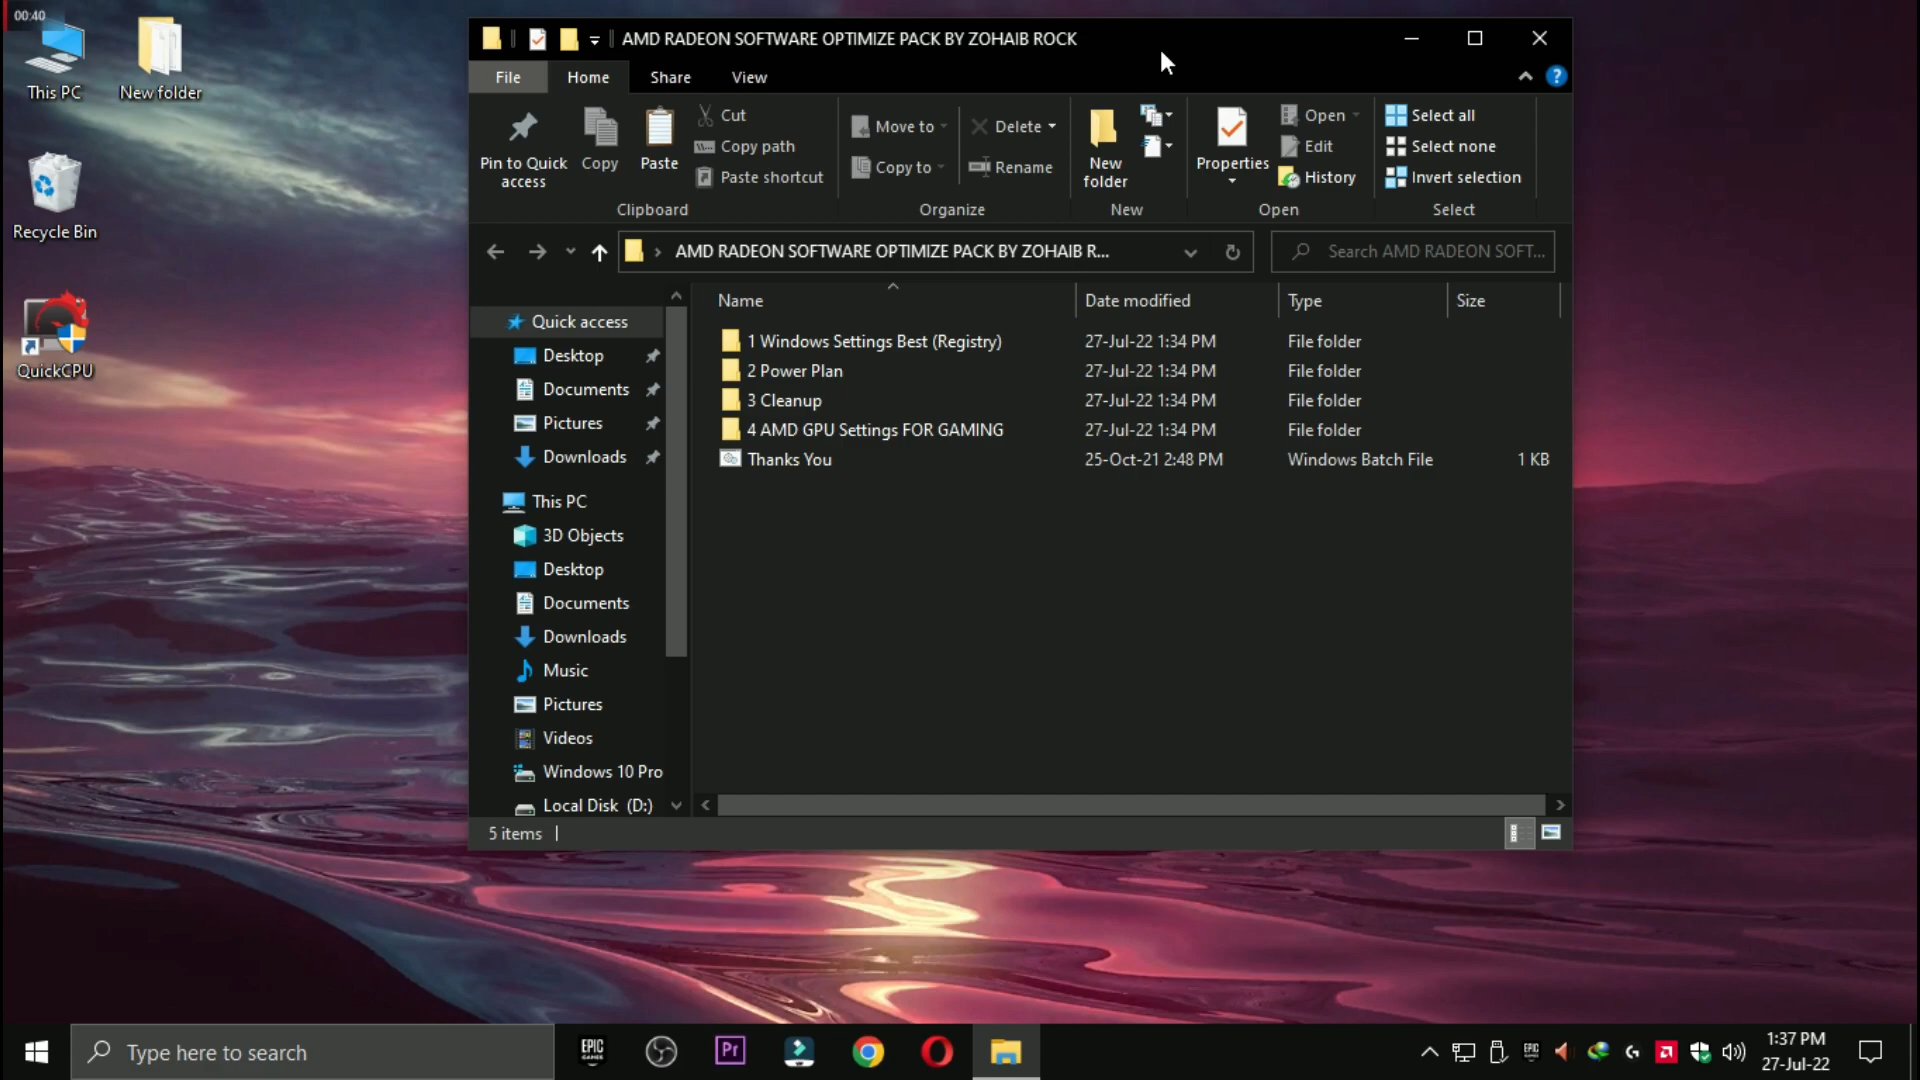 00:40
This PC
New folder
Recycle Bin
QuickCPU
AMD RADEON SOFTWARE OPTIMIZE PACK BY ZOHAIB ROCK
File Home Share View
Pin to Quick access
Copy
Paste
Cut
Copy path
Paste shortcut
Clipboard
Move to
Copy to
Delete
Rename
Organize
New folder
New
Properties
Open
Edit
History
Open
Select all
Select none
Invert selection
Select
AMD RADEON SOFTWARE OPTIMIZE PACK BY ZOHAIB R...
Search AMD RADEON SOFT...
Quick access
Desktop
Documents
Pictures
Downloads
This PC
3D Objects
Desktop
Documents
Downloads
Music
Pictures
Videos
Windows 10 Pro
Local Disk (D:)
Name Date modified Type Size
1 Windows Settings Best (Registry) 27-Jul-22 1:34 PM File folder
2 Power Plan 27-Jul-22 1:34 PM File folder
3 Cleanup 27-Jul-22 1:34 PM File folder
4 AMD GPU Settings FOR GAMING 27-Jul-22 1:34 PM File folder
Thanks You 25-Oct-21 2:48 PM Windows Batch File 1 KB
5 items
Type here to search
EPIC GAMES
Pr
EPIC
1:37 PM
27-Jul-22